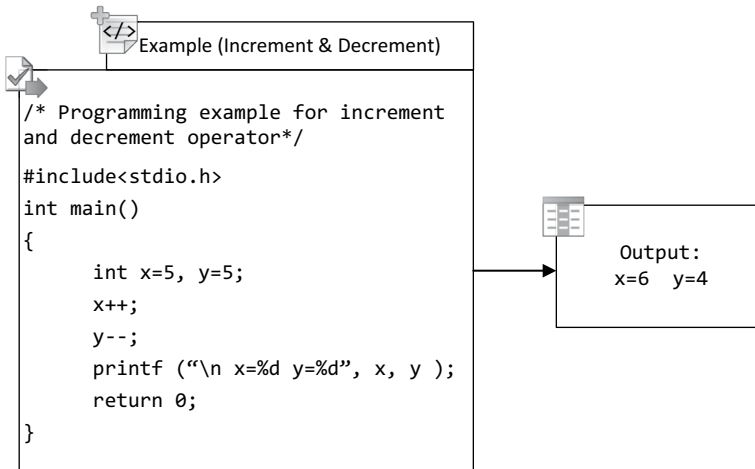 Example (Increment & Decrement)
/* Programming example for increment
and decrement operator*/
#include<stdio.h>
int main()
{
int x=5, y=5;
x++;
y--;
printf (“\n x=%d y=%d”, x, y );
return 0;
}
Output:
x=6 y=4